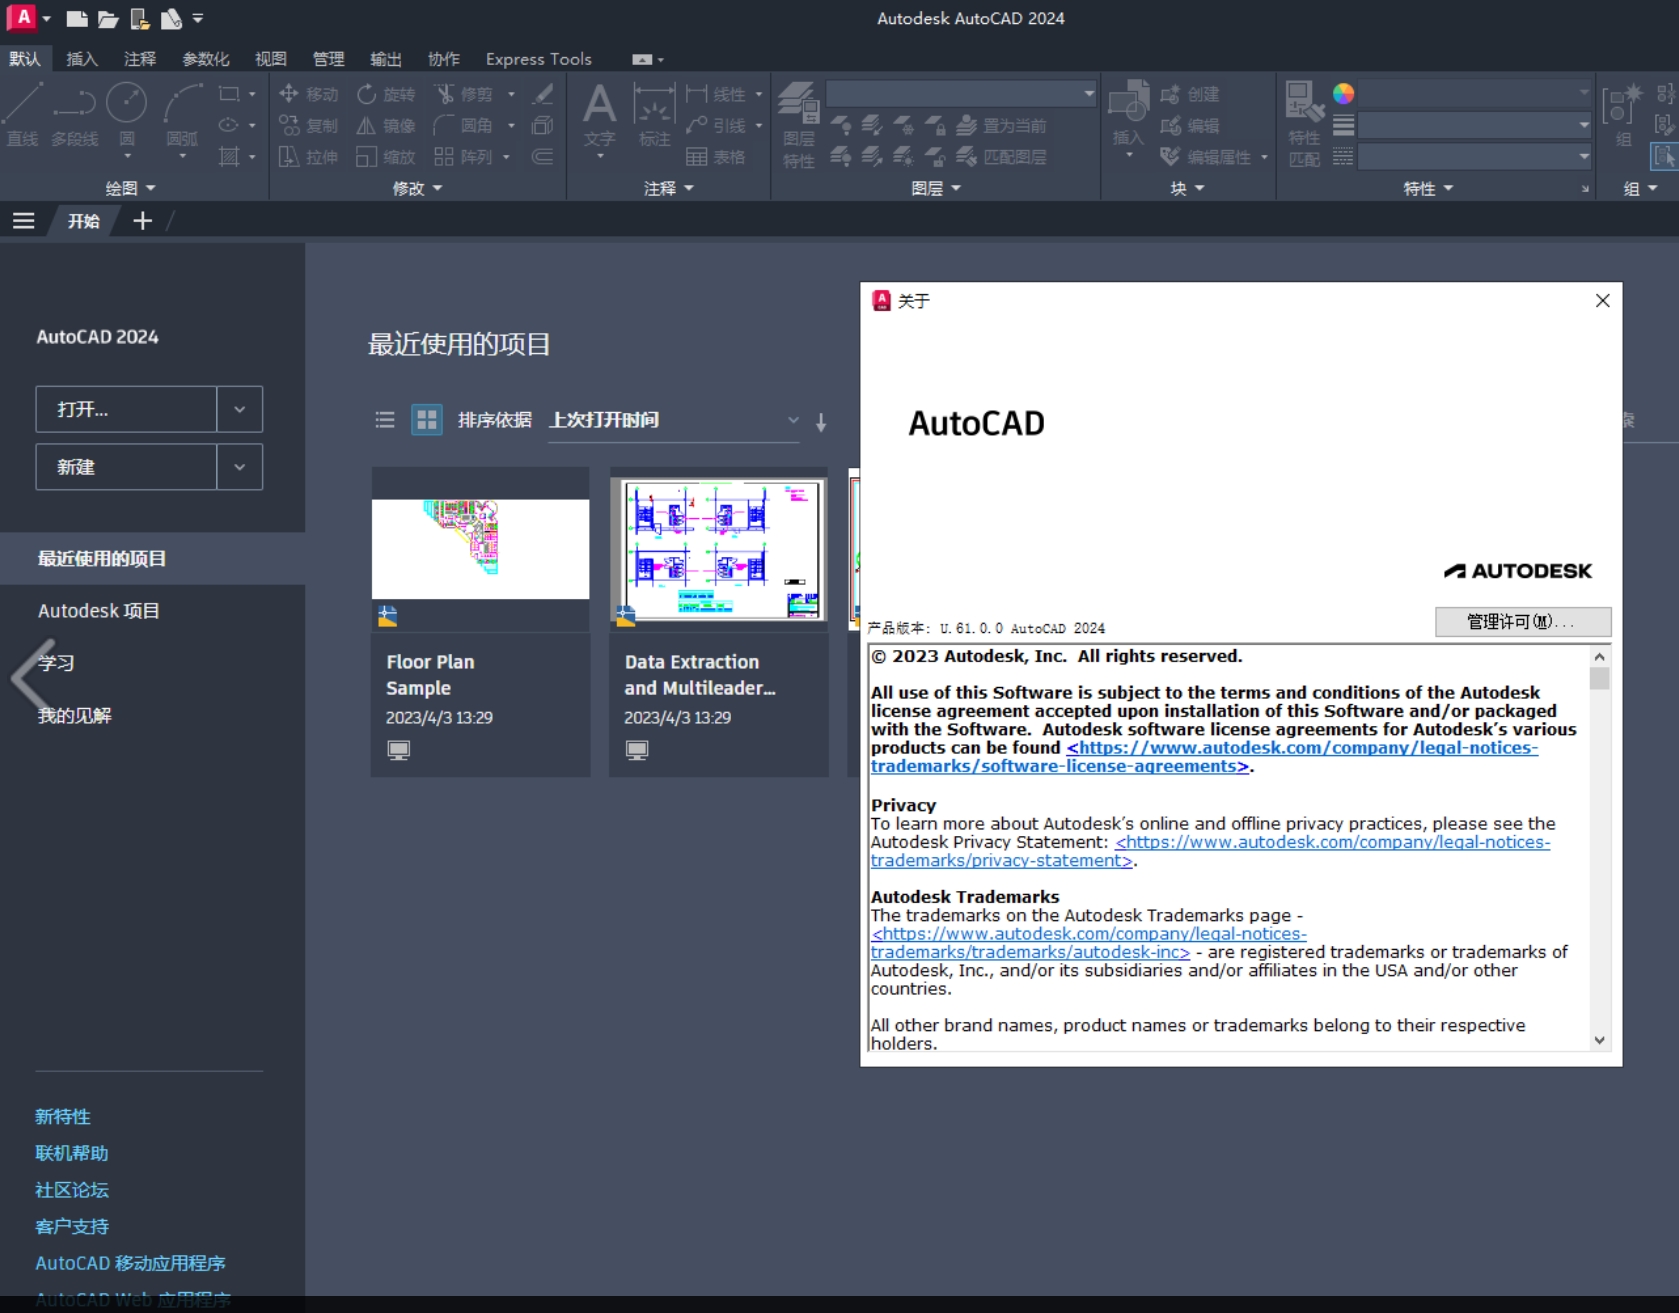 Autodesk AutoCAD 2024
默认 插入 注释 参数化 视图 管理 输出 协作 Express Tools
直线 多段线 圆 圆弧
移动 旋转 修剪
复制 镜像 圆角
拉伸 缩放 阵列
文字 标注
线性
引线
表格
图层
特性
置为当前
匹配图层
插入
创建
编辑
编辑属性
特性
匹配
组
绘图 修改 注释 图层 块 特性 组
开始
AutoCAD 2024
打开...
新建
最近使用的项目
Autodesk 项目
学习
我的见解
新特性
联机帮助
社区论坛
客户支持
AutoCAD 移动应用程序
AutoCAD Web 应用程序
最近使用的项目
排序依据 上次打开时间
索
Floor Plan
Sample
2023/4/3 13:29
Data Extraction
and Multileader...
2023/4/3 13:29
关于
AutoCAD
AUTODESK
产品版本: U.61.0.0 AutoCAD 2024
管理许可(M)...
© 2023 Autodesk, Inc.  All rights reserved.
All use of this Software is subject to the terms and conditions of the Autodesk
license agreement accepted upon installation of this Software and/or packaged
with the Software.  Autodesk software license agreements for Autodesk's various
products can be found <https://www.autodesk.com/company/legal-notices-
trademarks/software-license-agreements>.
Privacy
To learn more about Autodesk's online and offline privacy practices, please see the
Autodesk Privacy Statement: <https://www.autodesk.com/company/legal-notices-
trademarks/privacy-statement>.
Autodesk Trademarks
The trademarks on the Autodesk Trademarks page -
<https://www.autodesk.com/company/legal-notices-
trademarks/trademarks/autodesk-inc> - are registered trademarks or trademarks of
Autodesk, Inc., and/or its subsidiaries and/or affiliates in the USA and/or other
countries.
All other brand names, product names or trademarks belong to their respective
holders.